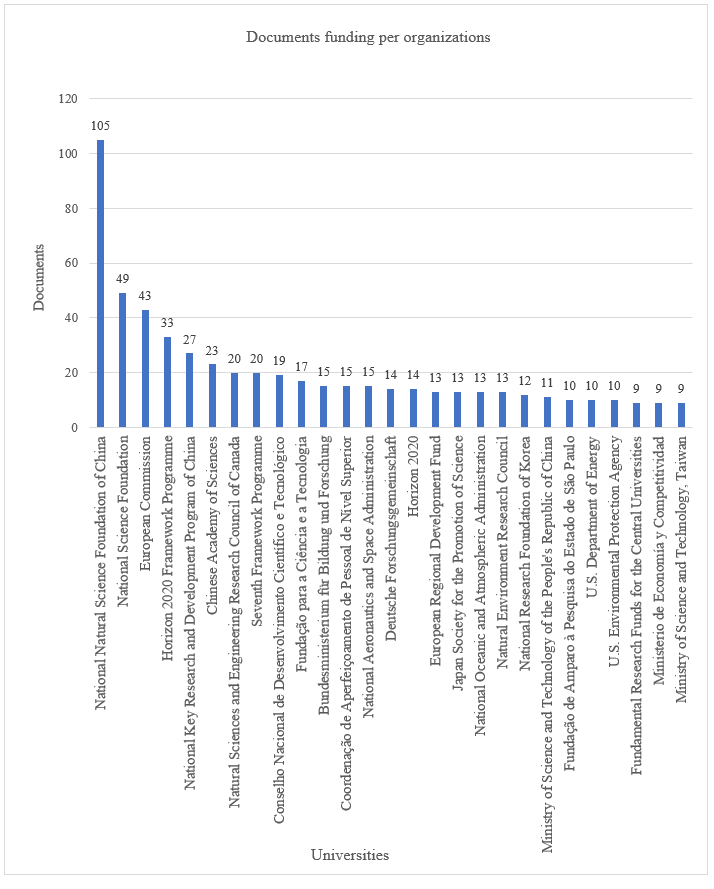 Documents funding per organizations
120
100
80
60
40
20
0
Documents
105
49
43
33
27
23
20
20
19
17
15
15
15
14
14
13
13
13
13
12
11
10
10
10
9
9
9
National Natural Science Foundation of China
National Science Foundation
European Commission
Horizon 2020 Framework Programme
National Key Research and Development Program of China
Chinese Academy of Sciences
Natural Sciences and Engineering Research Council of Canada
Seventh Framework Programme
Conselho Nacional de Desenvolvimento Científico e Tecnológico
Fundação para a Ciência e a Tecnologia
Bundesministerium für Bildung und Forschung
Coordenação de Aperfeiçoamento de Pessoal de Nível Superior
National Aeronautics and Space Administration
Deutsche Forschungsgemeinschaft
Horizon 2020
European Regional Development Fund
Japan Society for the Promotion of Science
National Oceanic and Atmospheric Administration
Natural Environment Research Council
National Research Foundation of Korea
Ministry of Science and Technology of the People's Republic of China
Fundação de Amparo à Pesquisa do Estado de São Paulo
U.S. Department of Energy
U.S. Environmental Protection Agency
Fundamental Research Funds for the Central Universities
Ministerio de Economía y Competitividad
Ministry of Science and Technology, Taiwan
Universities